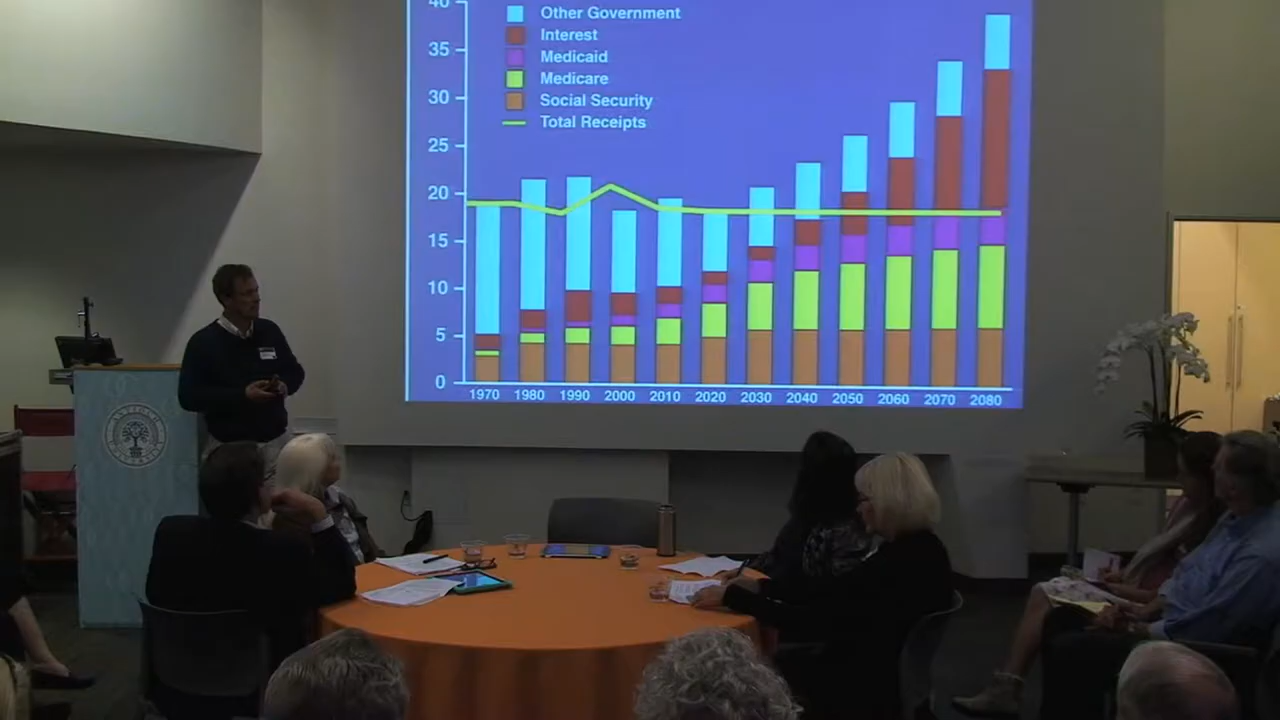 40
Other Government
Interest
Medicaid
Medicare
Social Security
Total Receipts
35
30
25
20
15
10
5
0
1970 1980 1990 2000 2010 2020 2030 2040 2050 2060 2070 2080